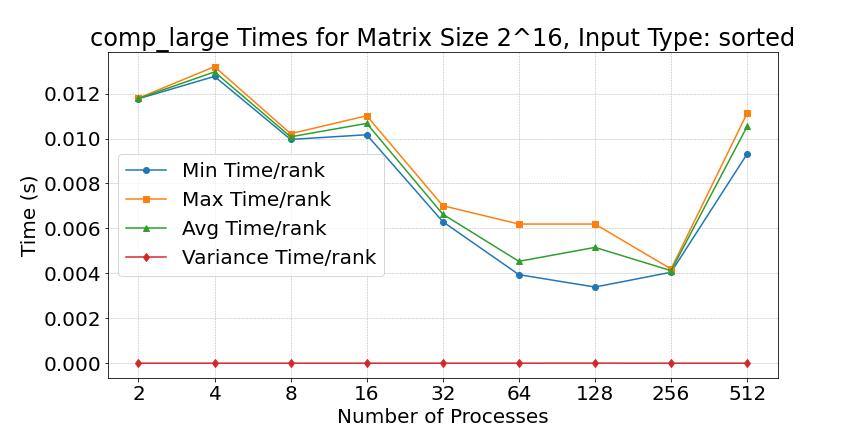 comp_large Times for Matrix Size 2^16, Input Type: sorted
Time (s)
0.012
0.010
0.008
0.006
0.004
0.002
0.000
Min Time/rank
Max Time/rank
Avg Time/rank
Variance Time/rank
2 4 8 16 32 64 128 256 512
Number of Processes